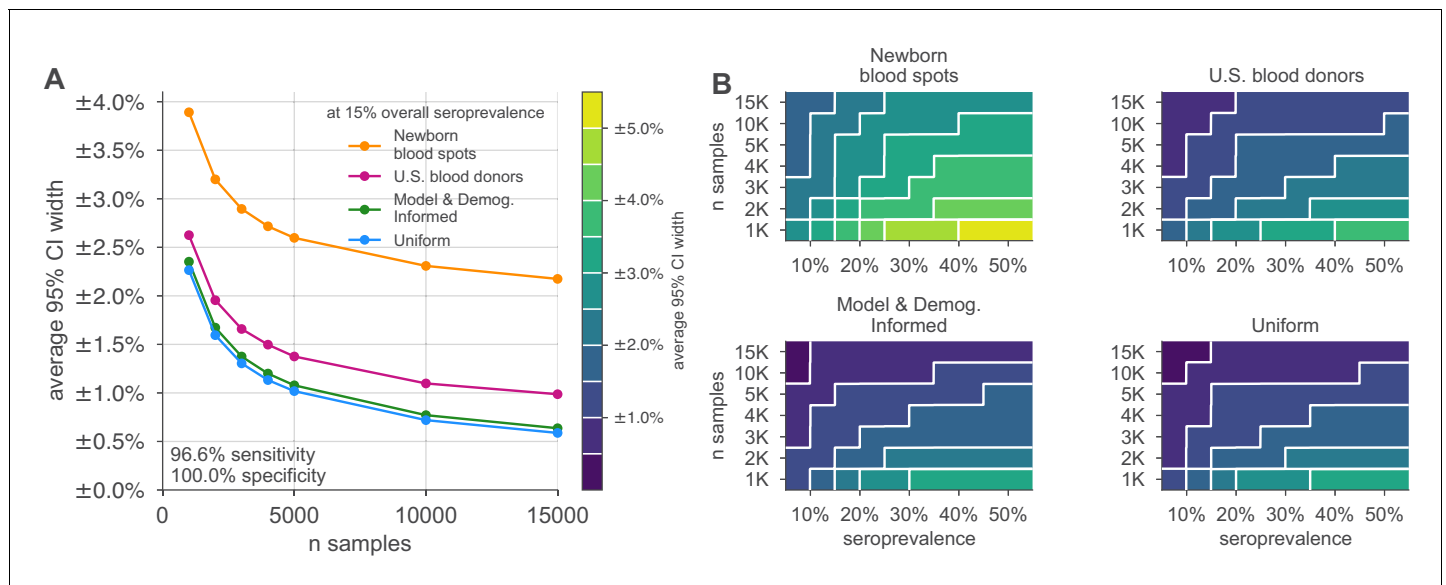 A
±4.0%
±3.5%
±3.0%
±2.5%
±2.0%
±1.5%
±1.0%
±0.5%
±0.0%
average 95% CI width
at 15% overall seroprevalence
Newborn
blood spots
U.S. blood donors
Model & Demog.
Informed
Uniform
96.6% sensitivity
100.0% specificity
0
5000
10000
15000
n samples
±5.0%
±4.0%
±3.0%
±2.0%
±1.0%
average 95% CI width
B
Newborn
blood spots
15K
10K
5K
4K
3K
2K
1K
n samples
10%
20%
30%
40%
50%
U.S. blood donors
15K
10K
5K
4K
3K
2K
1K
10%
20%
30%
40%
50%
Model & Demog.
Informed
15K
10K
5K
4K
3K
2K
1K
n samples
10%
20%
30%
40%
50%
seroprevalence
Uniform
15K
10K
5K
4K
3K
2K
1K
10%
20%
30%
40%
50%
seroprevalence